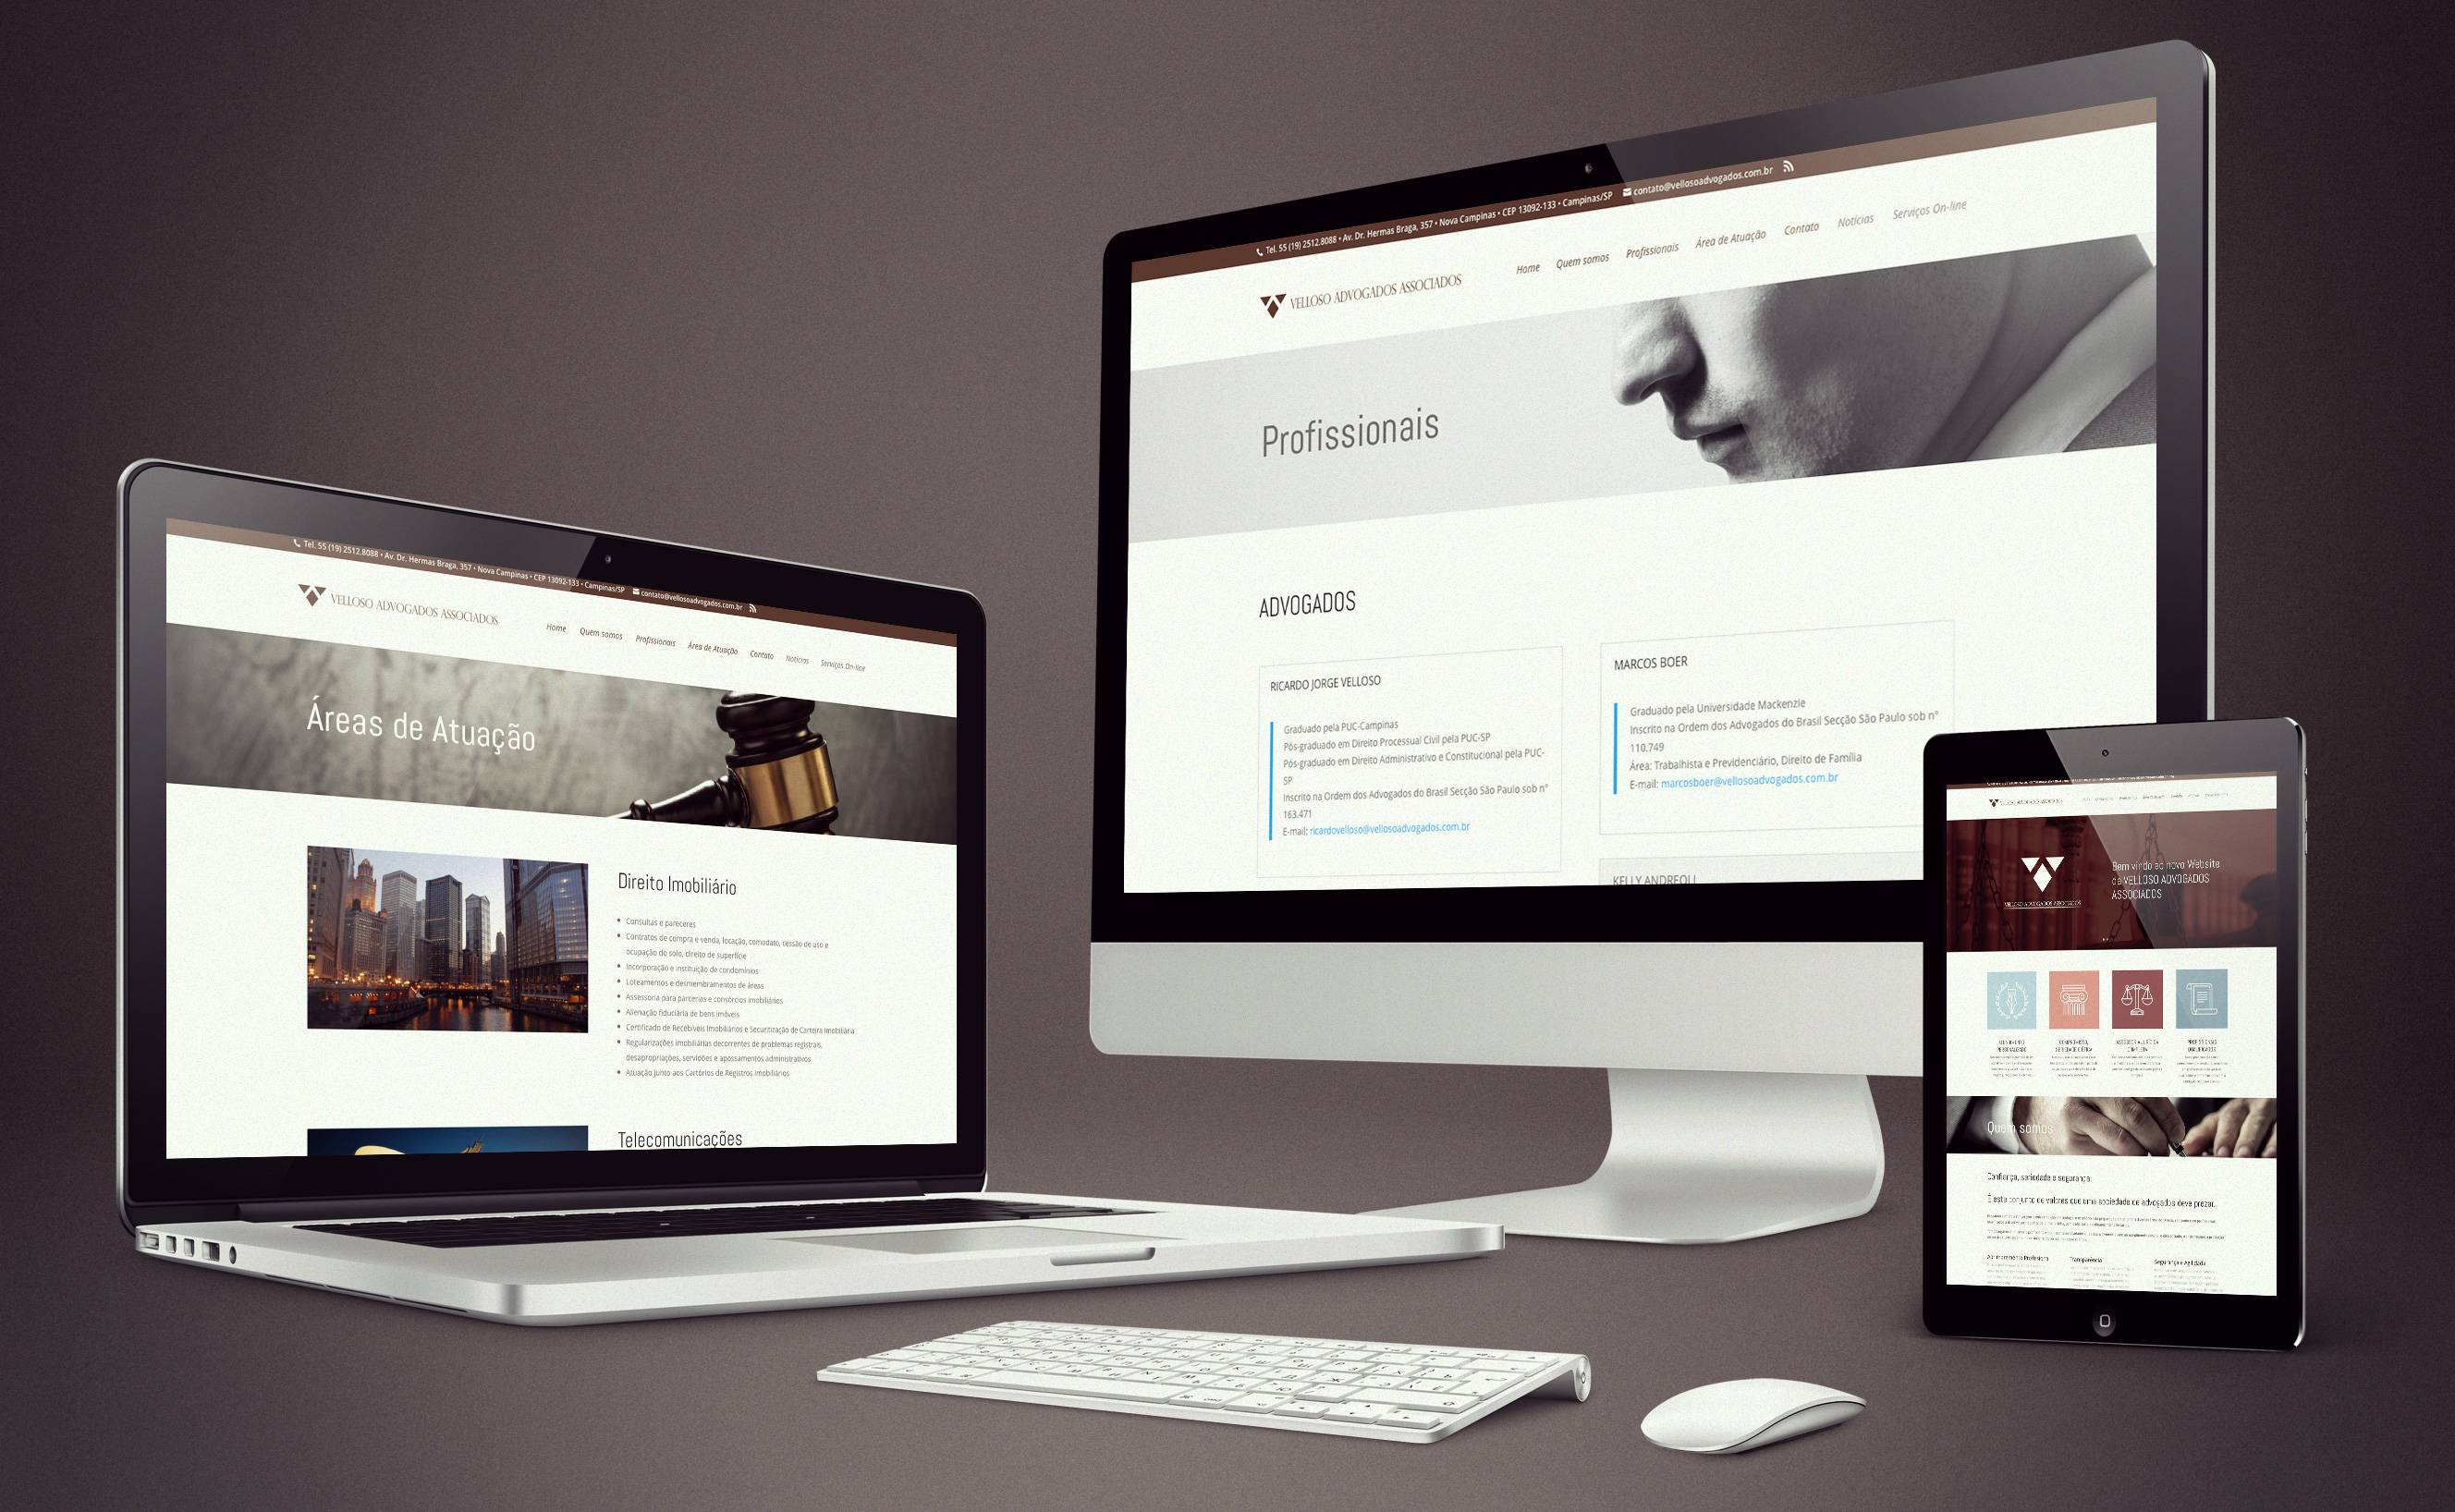 Tel. 55 (19) 2512.8088 • Av. Dr. Hermas Braga, 357 • Nova Campinas • CEP 13092-133 • Campinas/SP contato@vellosoadvogados.com.br
VELLOSO ADVOGADOS ASSOCIADOS
Home Quem somos Profissionais Área de Atuação Contato Notícias Serviços On-line
Áreas de Atuação
Direito Imobiliário
• Consultas e pareceres
• Contratos de compra e venda, locação, comodato, cessão de uso e
ocupação do solo, direito de superfície
• Incorporação e instituição de condomínios
• Loteamentos e desmembramentos de áreas
• Assessoria para parcerias e consórcios imobiliários
• Alienação fiduciária de bens imóveis
• Certificado de Recebíveis Imobiliários e Securitização de Carteira Imobiliária
• Regularizações imobiliárias decorrentes de problemas registrais,
desapropriações, servidões e apossamentos administrativos
• Atuação junto aos Cartórios de Registros Imobiliários
Telecomunicações
Tel. 55 (19) 2512.8088 • Av. Dr. Hermas Braga, 357 • Nova Campinas • CEP 13092-133 • Campinas/SP contato@vellosoadvogados.com.br
VELLOSO ADVOGADOS ASSOCIADOS
Home Quem somos Profissionais Área de Atuação Contato Notícias Serviços On-line
Profissionais
ADVOGADOS
RICARDO JORGE VELLOSO
Graduado pela PUC-Campinas
Pós-graduado em Direito Processual Civil pela PUC-SP
Pós-graduado em Direito Administrativo e Constitucional pela PUC-
SP
Inscrito na Ordem dos Advogados do Brasil Secção São Paulo sob n°
163.471
E-mail: ricardovelloso@vellosoadvogados.com.br
MARCOS BOER
Graduado pela Universidade Mackenzie
Inscrito na Ordem dos Advogados do Brasil Secção São Paulo sob n°
110.749
Área: Trabalhista e Previdenciário, Direito de Família
E-mail: marcosboer@vellosoadvogados.com.br
KELLY ANDREOLI
VELLOSO ADVOGADOS ASSOCIADOS
Bem vindo ao novo Website
da VELLOSO ADVOGADOS
ASSOCIADOS
VELLOSO ADVOGADOS ASSOCIADOS
Quem somos
Confiança, seriedade e segurança.
É este conjunto de valores que uma sociedade de advogados deve prezar.
Transparência
Segurança e Agilidade